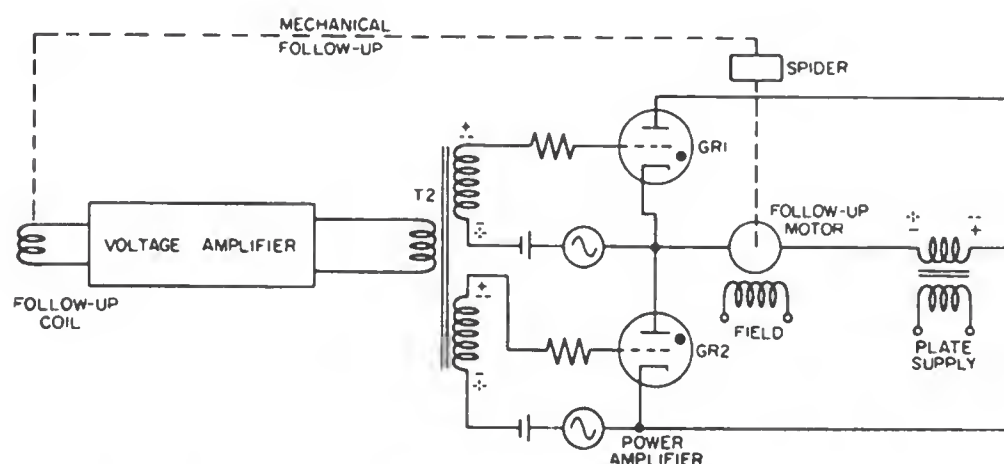 MECHANICAL
FOLLOW-UP
SPIDER
GR1
T2
FOLLOW-UP
MOTOR
VOLTAGE AMPLIFIER
FOLLOW-UP
COIL
FIELD
GR2
PLATE
SUPPLY
POWER
AMPLIFIER